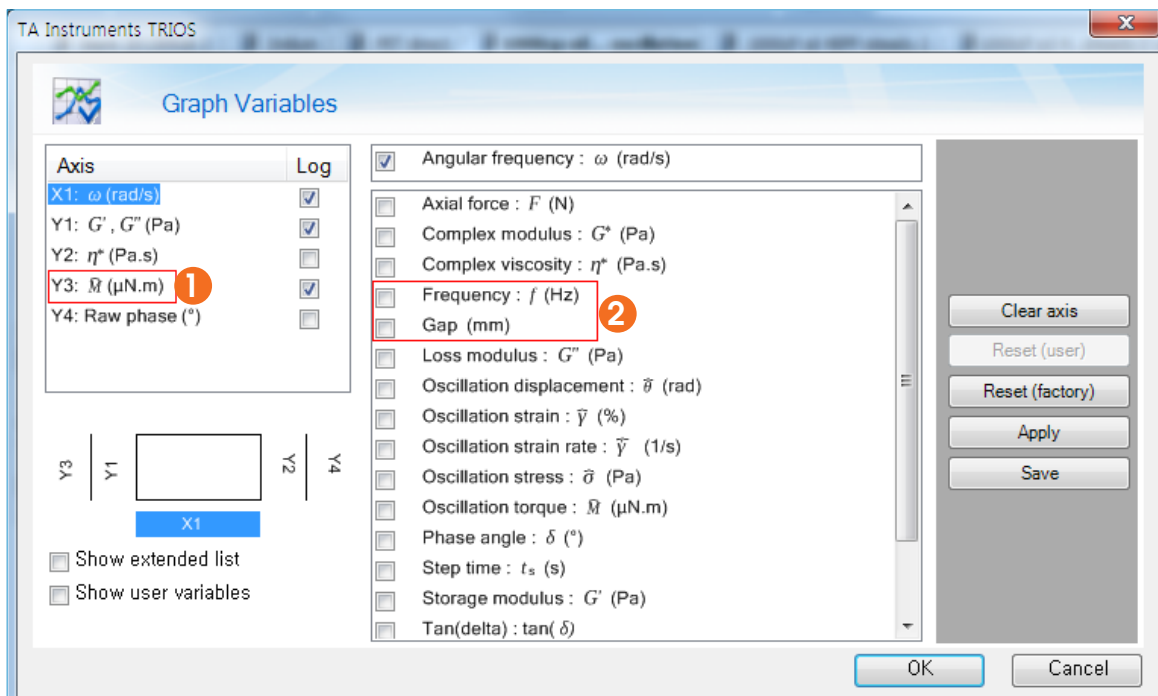 TA Instruments TRIOS
Graph Variables
Axis Log
X1: ω (rad/s)
Y1: G′, G″ (Pa)
Y2: η* (Pa.s)
Y3: M̂ (μN.m) 1
Y4: Raw phase (°)
Y3 Y1 Y2 Y4
X1
Show extended list
Show user variables
Angular frequency : ω (rad/s)
Axial force : F (N)
Complex modulus : G* (Pa)
Complex viscosity : η* (Pa.s)
Frequency : f (Hz)
Gap (mm)
2
Loss modulus : G″ (Pa)
Oscillation displacement : θ̂ (rad)
Oscillation strain : γ̂ (%)
Oscillation strain rate : γ̂̇ (1/s)
Oscillation stress : σ̂ (Pa)
Oscillation torque : M̂ (μN.m)
Phase angle : δ (°)
Step time : tₛ (s)
Storage modulus : G′ (Pa)
Tan(delta) : tan( δ)
Clear axis
Reset (user)
Reset (factory)
Apply
Save
OK Cancel